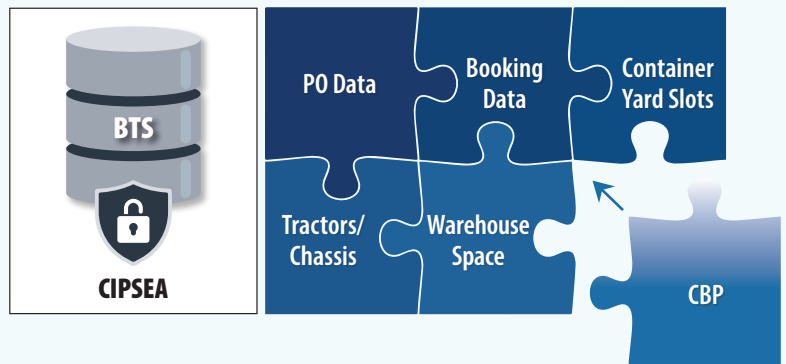 BTS
CIPSEA
PO Data
Booking
Data
Container
Yard Slots
Tractors/
Chassis
Warehouse
Space
CBP